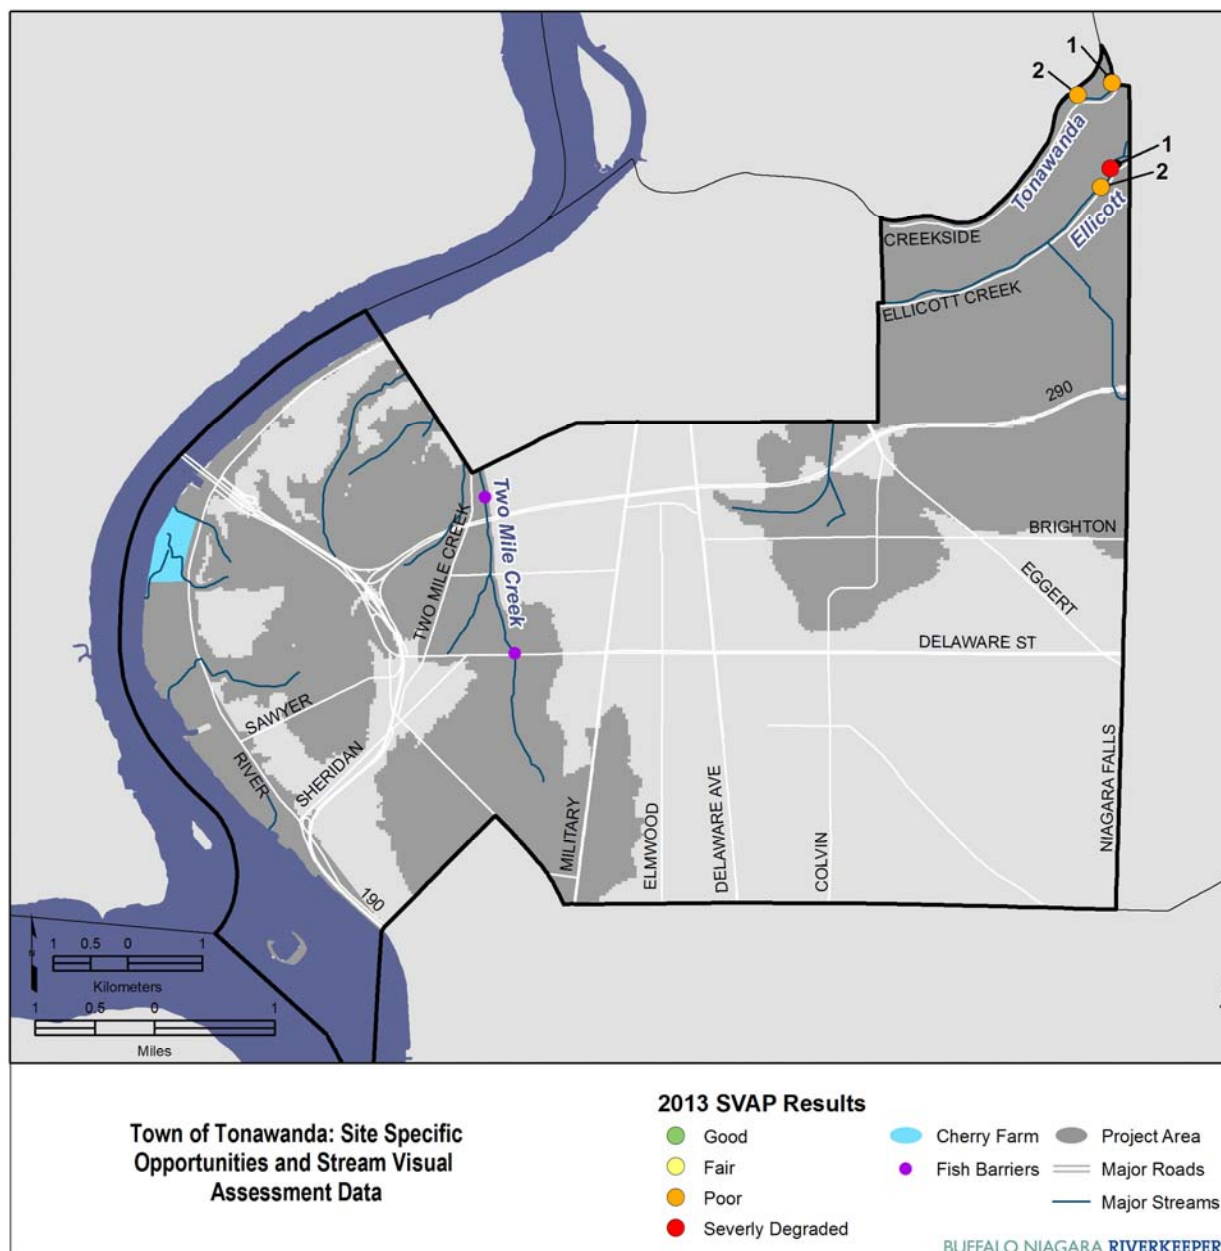 1
2
Tonawanda
1
2
Ellicott
CREEKSIDE
ELLICOTT CREEK
290
TWO MILE CREEK
Two Mile Creek
BRIGHTON
EGGERT
DELAWARE ST
SAWYER
RIVER
SHERIDAN
MILITARY
ELMWOOD
DELAWARE AVE
COLVIN
NIAGARA FALLS
190
1 0.5 0 1
Kilometers
1 0.5 0 1
Miles
Town of Tonawanda: Site Specific
Opportunities and Stream Visual
Assessment Data
2013 SVAP Results
Good
Fair
Poor
Severly Degraded
Cherry Farm
Fish Barriers
Project Area
Major Roads
Major Streams
BUFFALO NIAGARA RIVERKEEPER